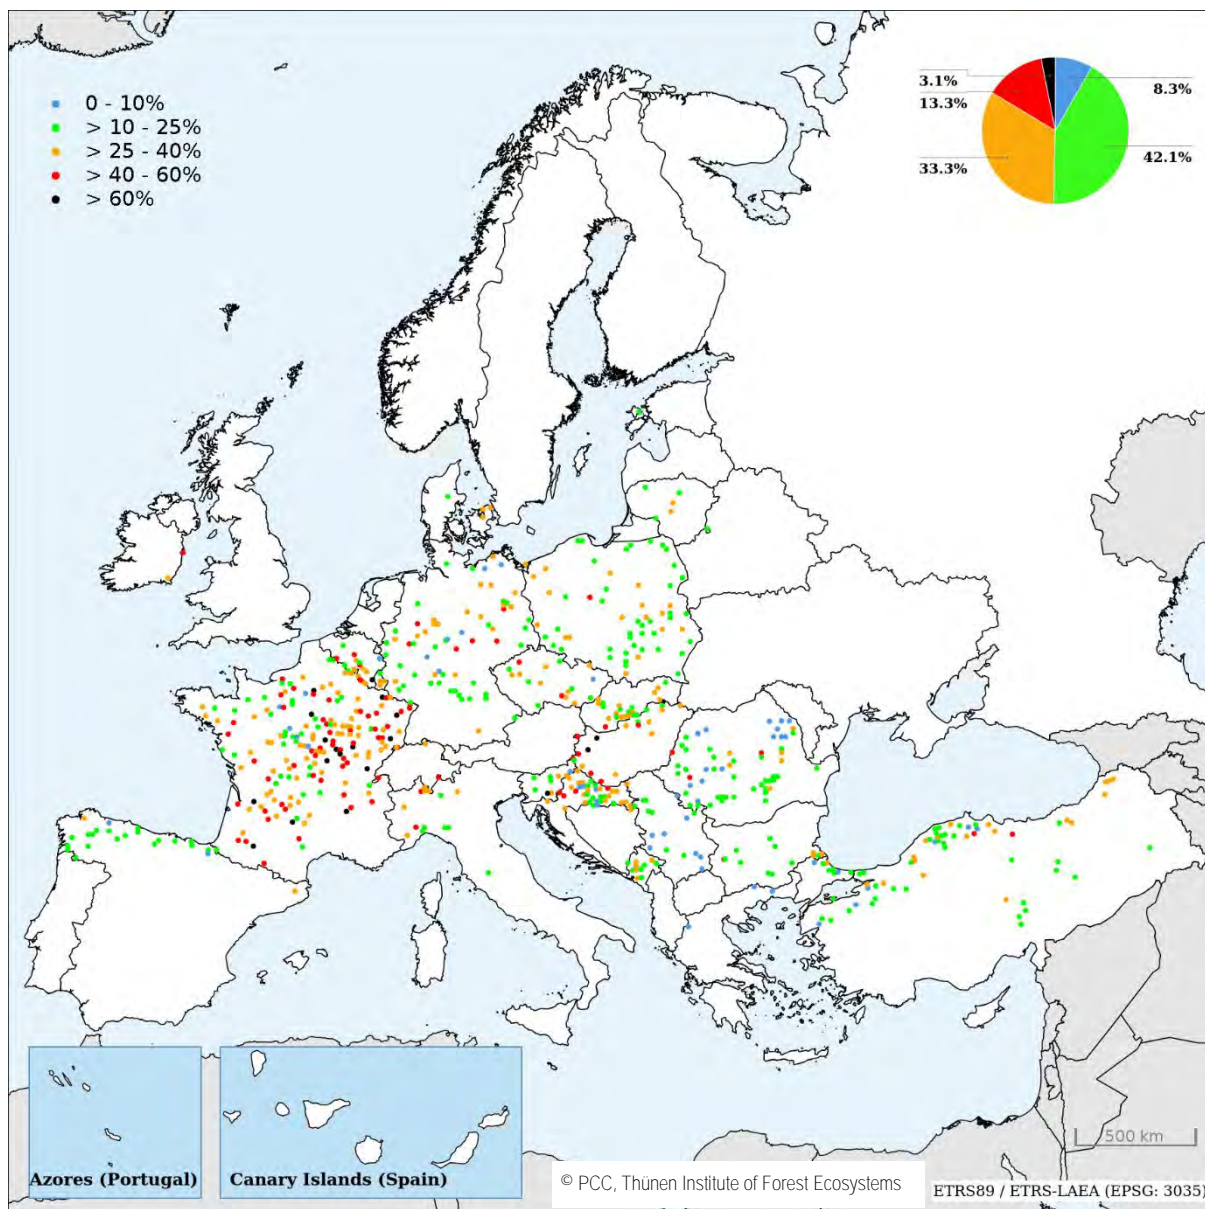 0 - 10%
> 10 - 25%
> 25 - 40%
> 40 - 60%
> 60%
3.1%
13.3%
33.3%
8.3%
42.1%
500 km
Azores (Portugal)
Canary Islands (Spain)
© PCC, Thünen Institute of Forest Ecosystems
ETRS89 / ETRS-LAEA (EPSG: 3035)